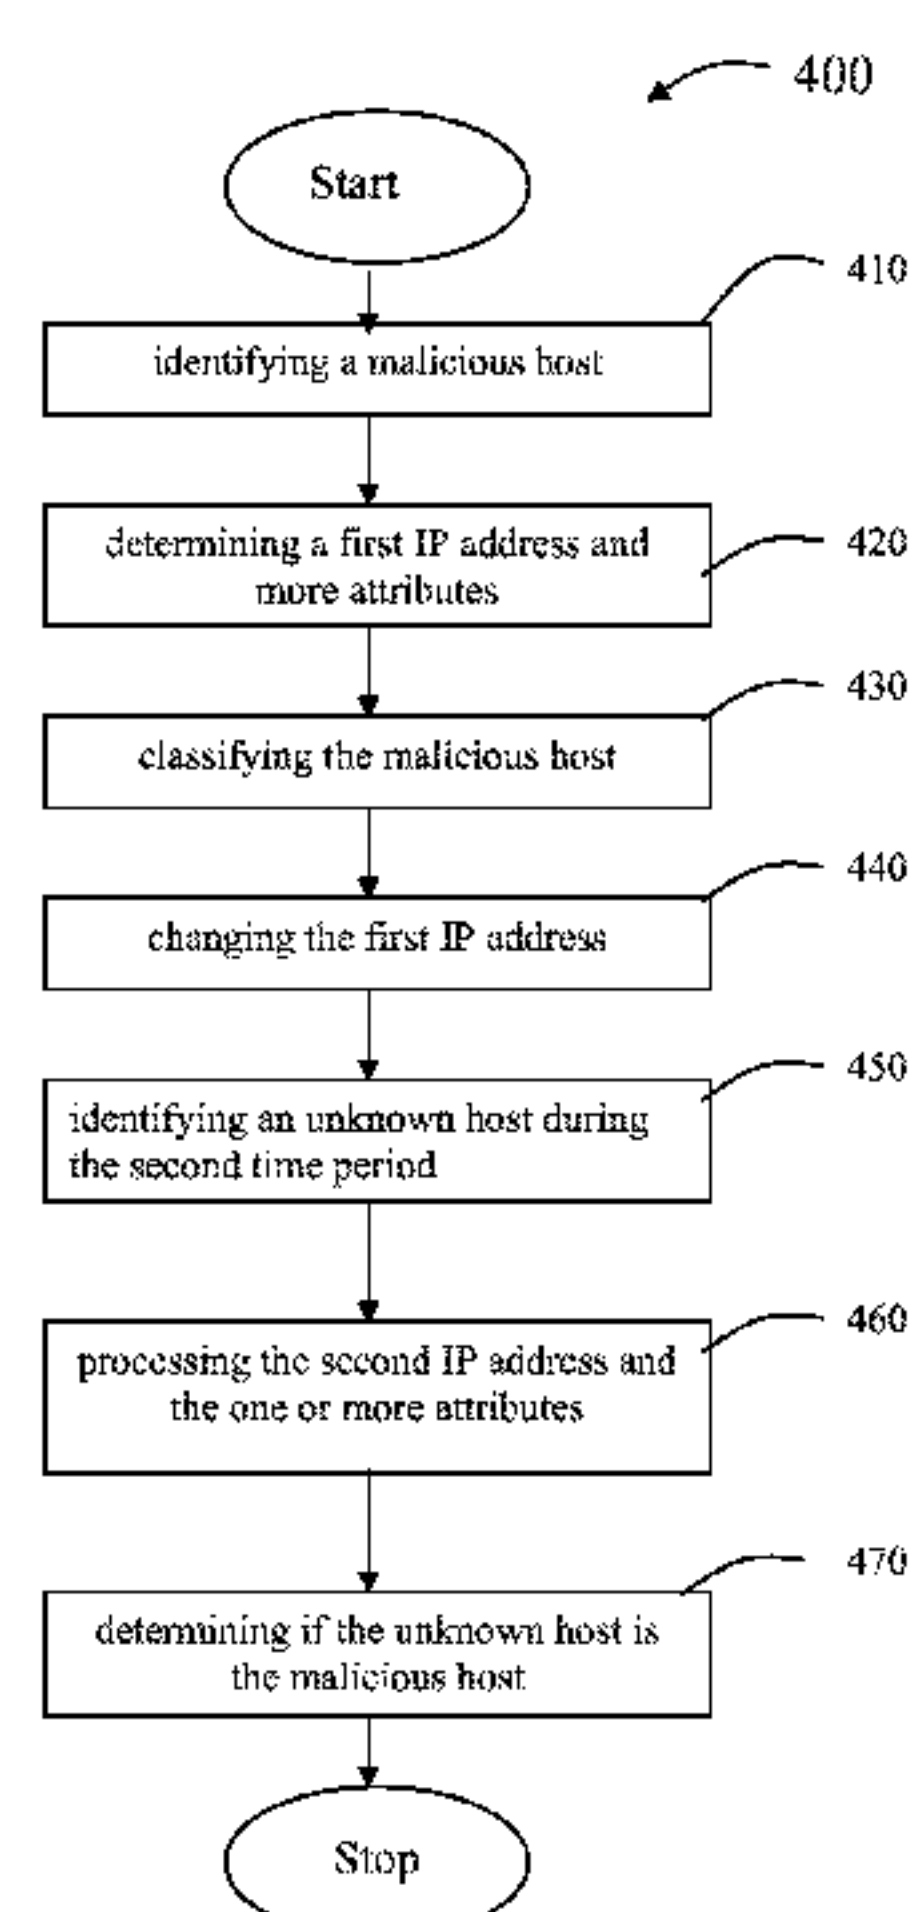 400
Start
410
identifying a malicious host
420
determining a first IP address and
more attributes
430
classifying the malicious host
440
changing the first IP address
450
identifying an unknown host during
the second time period
460
processing the second IP address and
the one or more attributes
470
determining if the unknown host is
the malicious host
Stop